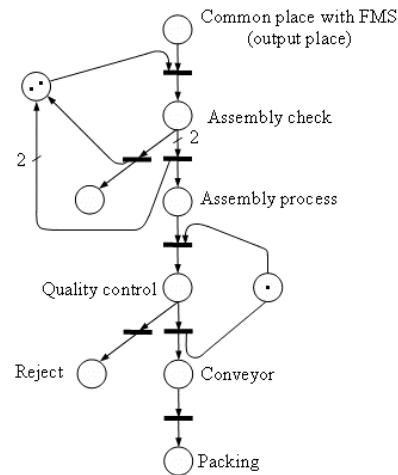 Common place with FMS
(output place)
Assembly check
2
2
Assembly process
Quality control
Reject
Conveyor
Packing